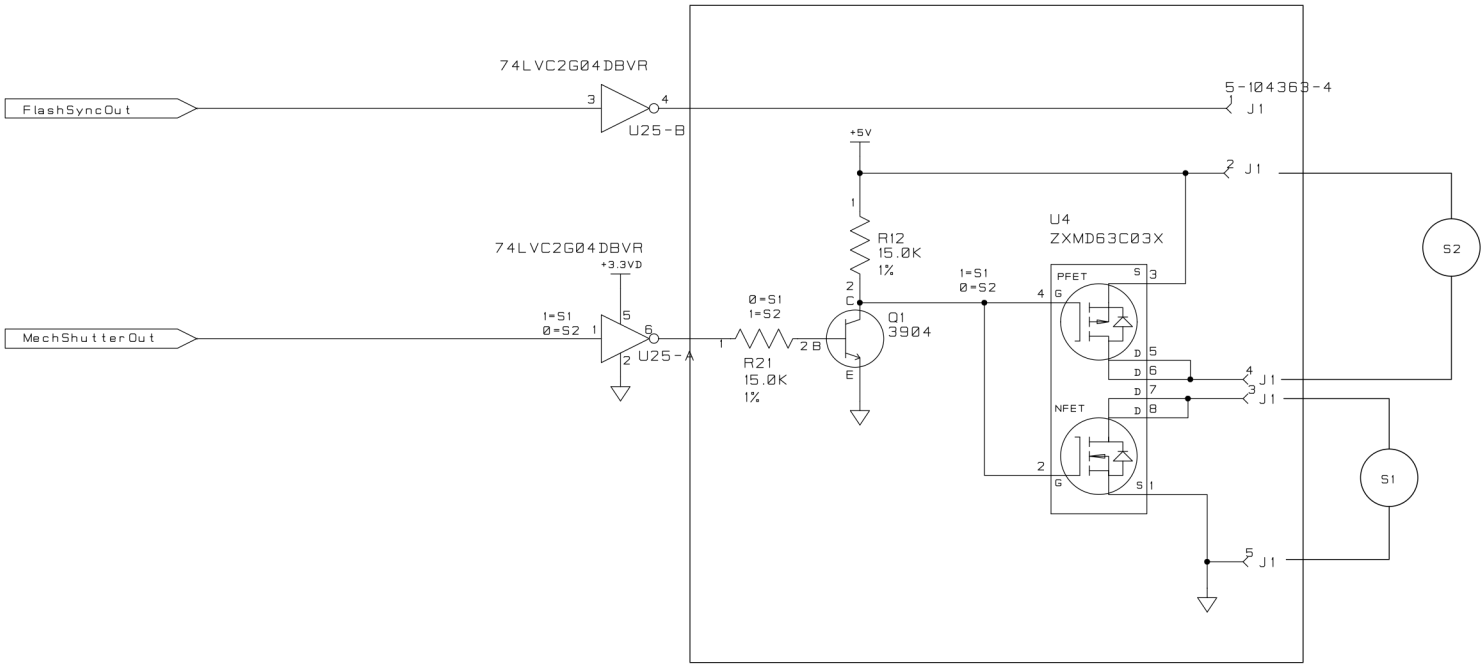 74LVC2G04DBVR
5-104363-4
FlashSyncOut
3
4
1
J1
U25-B
+5V
2
J1
1
U4
ZXMD63C03X
R12
15.0K
1%
S2
74LVC2G04DBVR
+3.3VD
PFET
S
3
2
C
1=S1
0=S2
4
G
0=S1
1=S2
Q1
3904
1=S1
0=S2
5
MechShutterOut
1
6
U25-A
2
1
R21
15.0K
1%
2
B
E
D
5
D
6
4
J1
D
7
3
J1
NFET
D
8
2
G
S
1
S1
5
J1